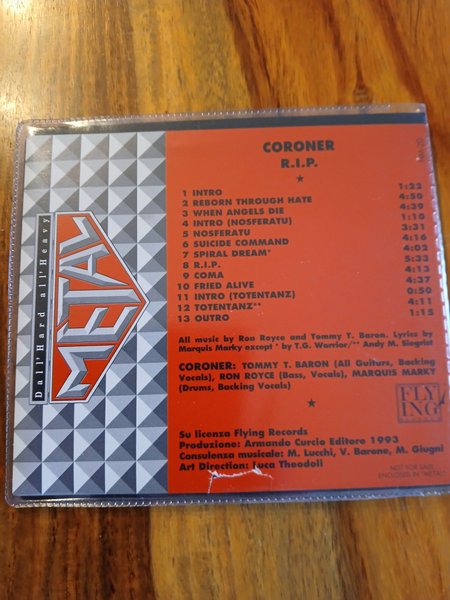 Dall'Hard all'Heavy
METAL
CORONER
R.I.P.
1 INTRO 1:22
2 REBORN THROUGH HATE 4:50
3 WHEN ANGELS DIE 4:39
4 INTRO (NOSFERATU) 1:10
5 NOSFERATU 3:31
6 SUICIDE COMMAND 4:16
7 SPIRAL DREAM* 4:02
8 R.I.P. 5:33
9 COMA 4:13
10 FRIED ALIVE 4:37
11 INTRO (TOTENTANZ) 0:50
12 TOTENTANZ** 4:11
13 OUTRO 1:15
All music by Ron Royce and Tommy T. Baron. Lyrics by
Marquis Marky except * by T.G. Warrior/** Andy M. Siegrist
CORONER: TOMMY T. BARON (All Guiturs, Backing
Vocals), RON ROYCE (Bass, Vocals), MARQUIS MARKY
(Drums, Backing Vocals)
FLY
ING
Su licenza Flying Records
Produzione: Armando Curcio Editore 1993
Consulenza musicale: M. Lucchi, V. Barone, M. Giugni
Art Direction: Luca Theodoli
NOT FOR SALE
ENCLOSED IN "METAL"